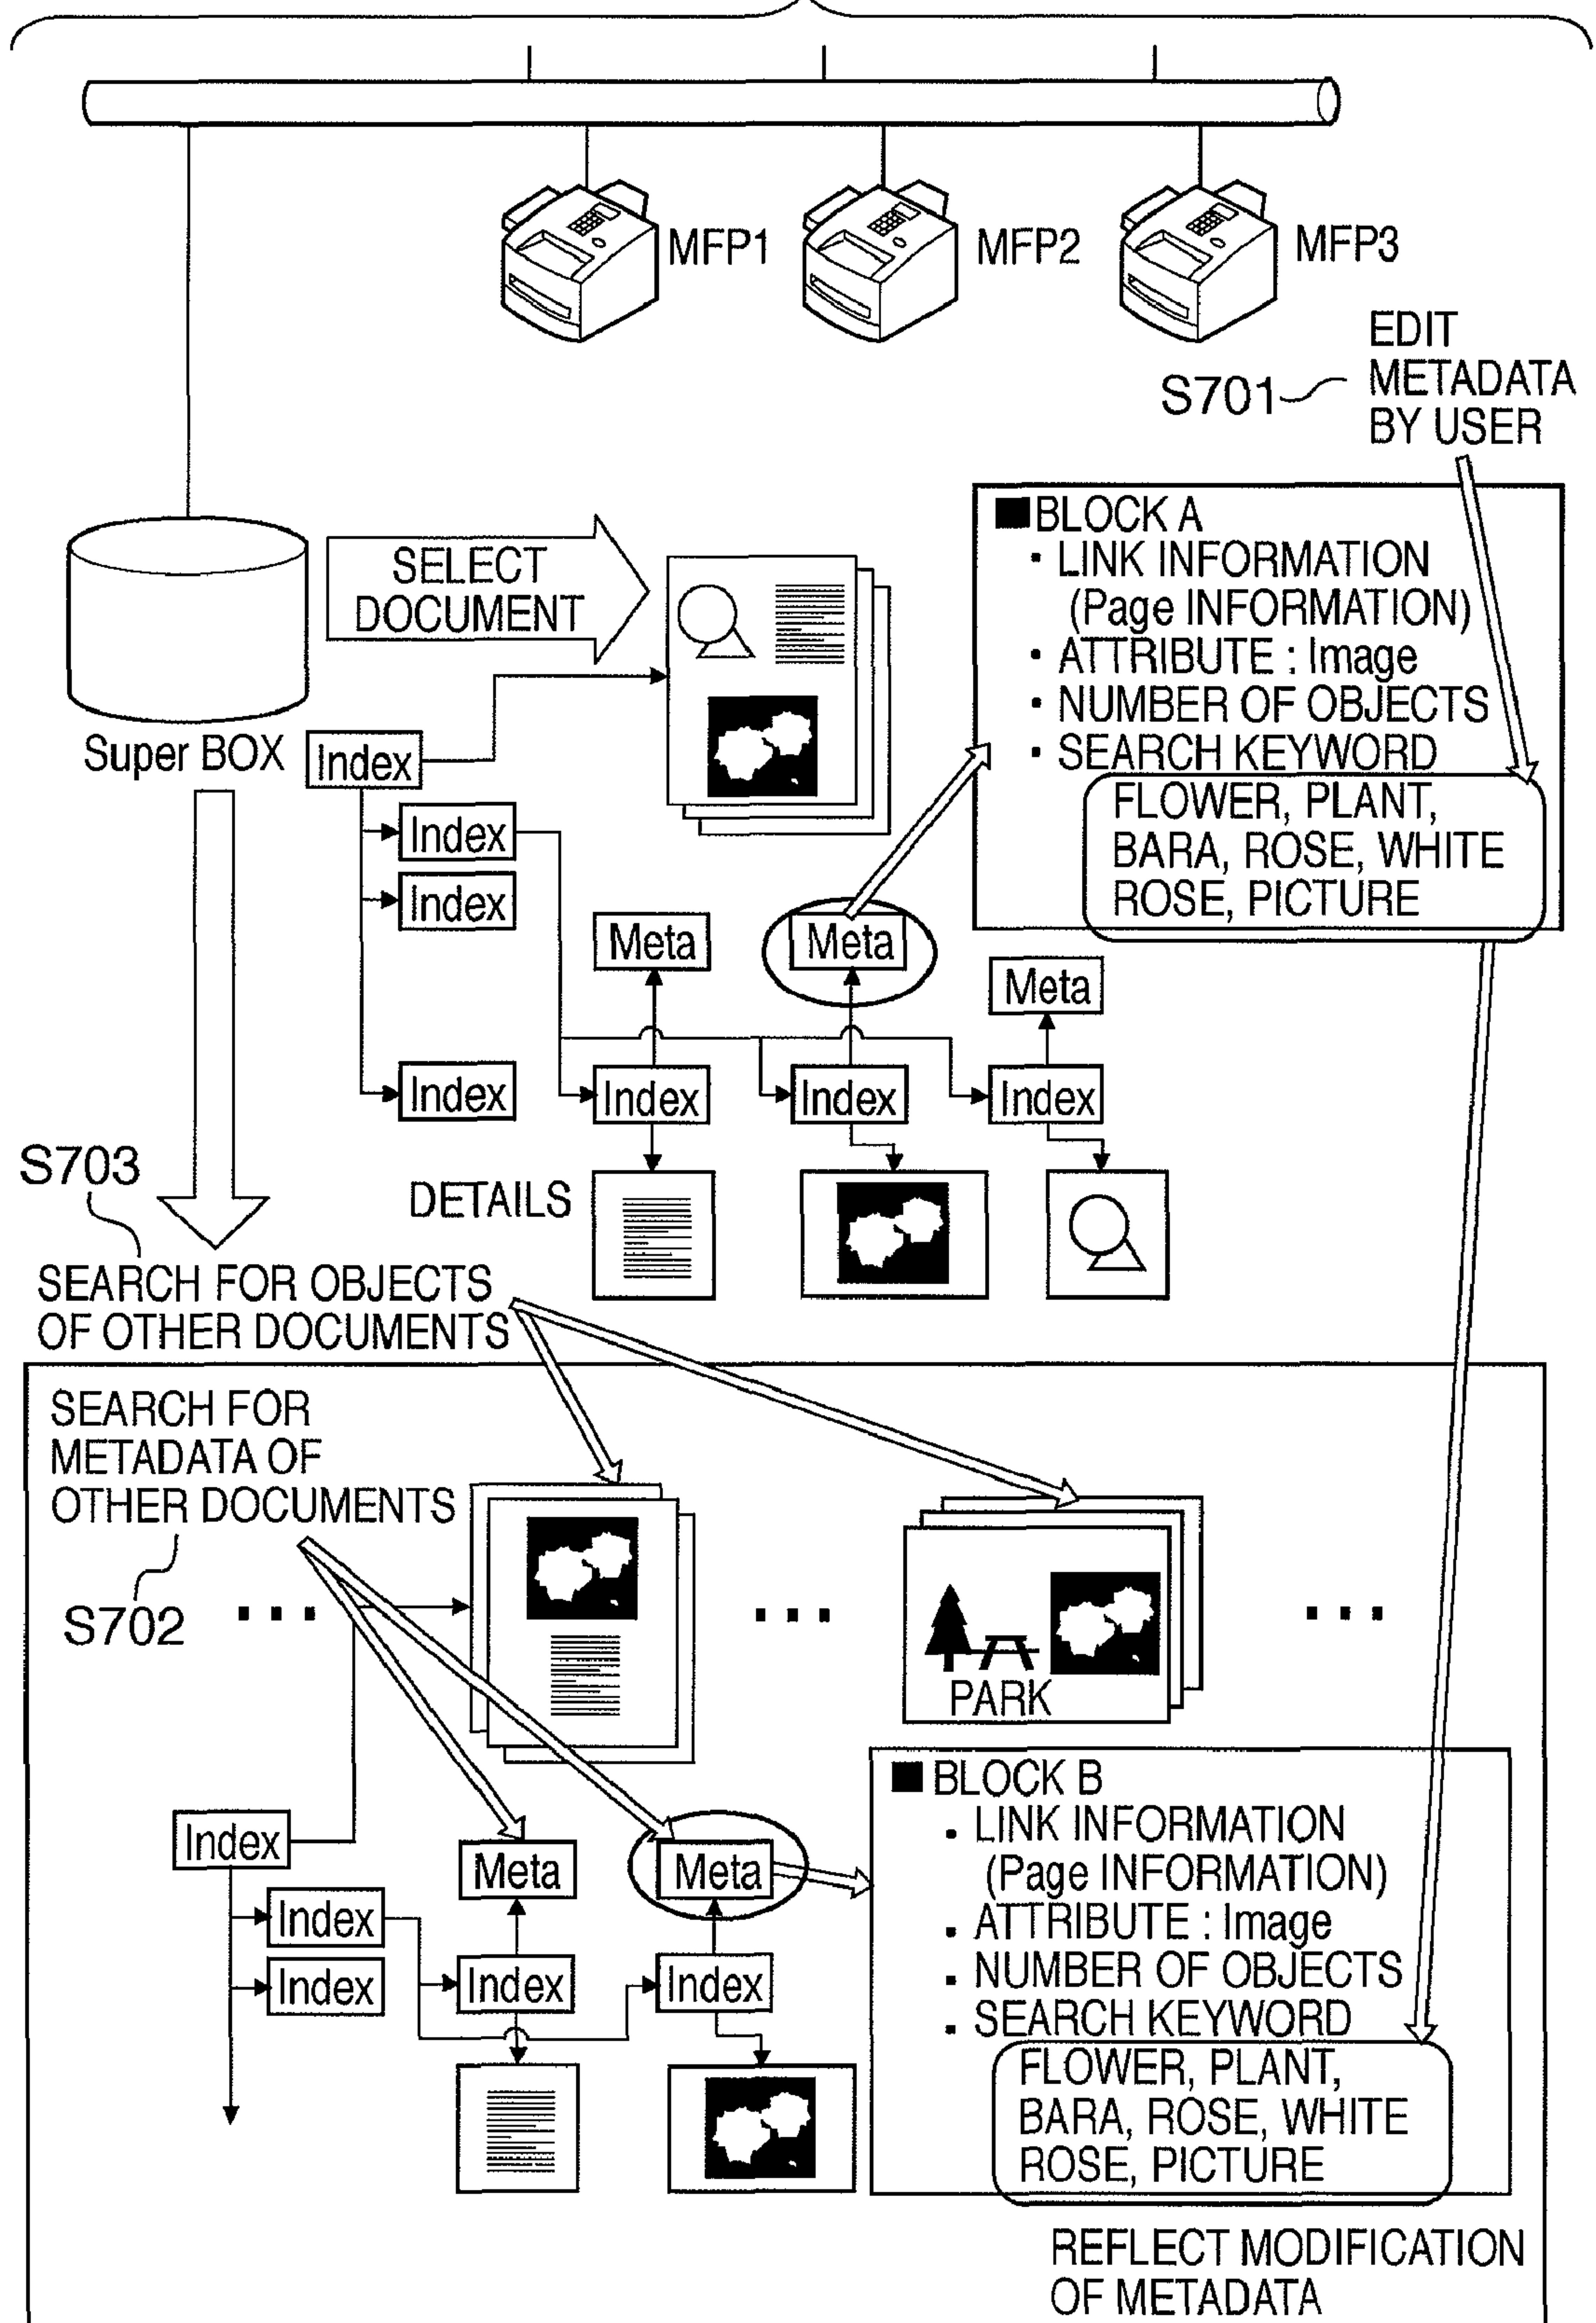 MFP1
MFP2
MFP3
EDIT
METADATA
BY USER
S701
SELECT
DOCUMENT
■BLOCK A
・LINK INFORMATION
(Page INFORMATION)
・ATTRIBUTE : Image
・NUMBER OF OBJECTS
・SEARCH KEYWORD
FLOWER, PLANT,
BARA, ROSE, WHITE
ROSE, PICTURE
Super BOX
Index
Index
Index
Meta
Meta
Meta
Index
Index
Index
Index
S703
DETAILS
SEARCH FOR OBJECTS
OF OTHER DOCUMENTS
SEARCH FOR
METADATA OF
OTHER DOCUMENTS
S702
...
...
...
PARK
■BLOCK B
・LINK INFORMATION
(Page INFORMATION)
・ATTRIBUTE : Image
・NUMBER OF OBJECTS
・SEARCH KEYWORD
FLOWER, PLANT,
BARA, ROSE, WHITE
ROSE, PICTURE
Index
Meta
Meta
Index
Index
Index
Index
REFLECT MODIFICATION
OF METADATA